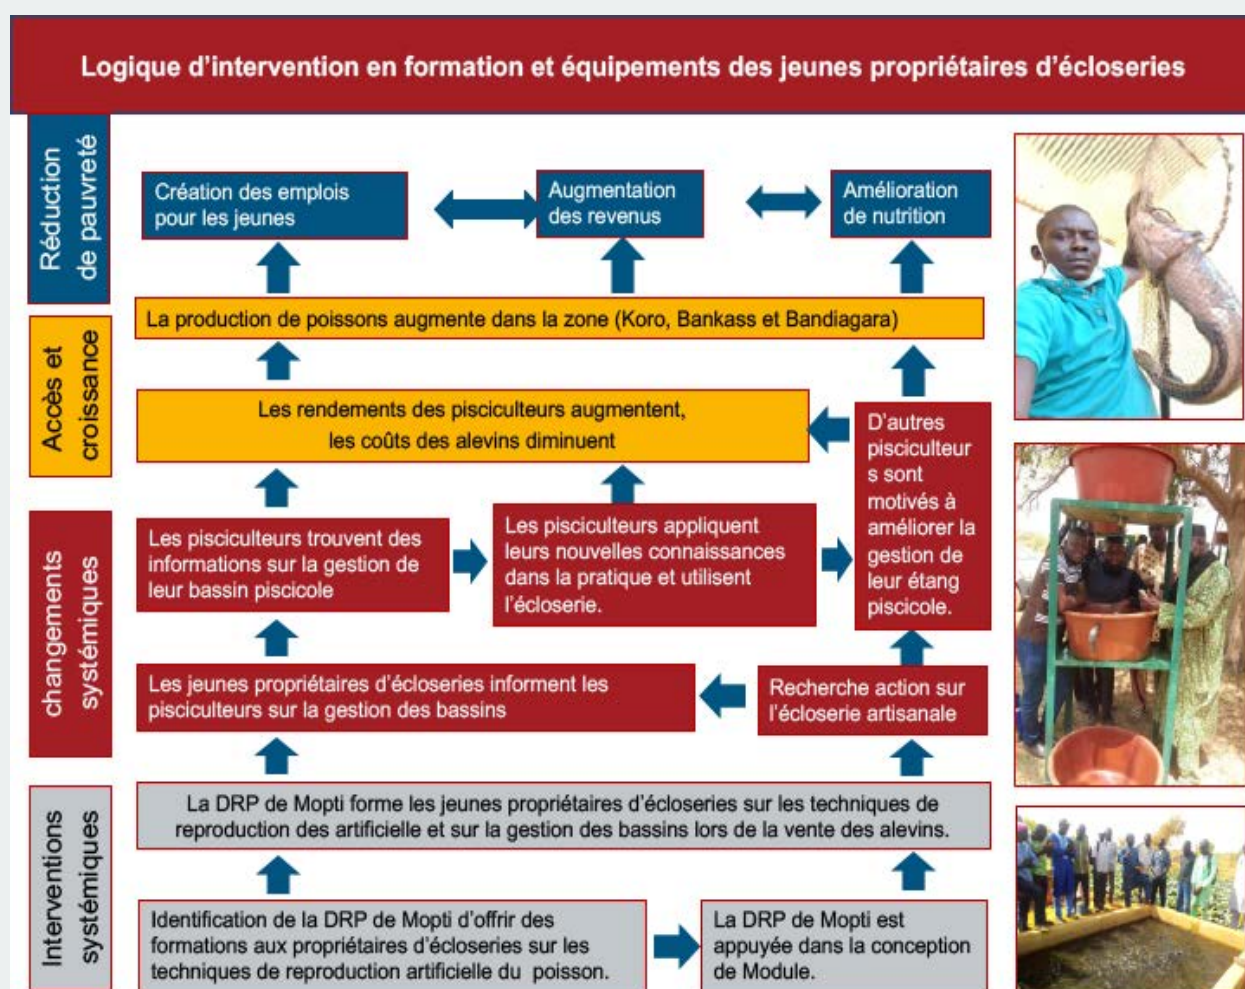 Logique d'intervention en formation et équipements des jeunes propriétaires d'écloseries
Réduction
de pauvreté
Création des emplois
pour les jeunes
Augmentation
des revenus
Amélioration
de nutrition
Accès et
croissance
La production de poissons augmente dans la zone (Koro, Bankass et Bandiagara)
Les rendements des pisciculteurs augmentent,
les coûts des alevins diminuent
D'autres
pisciculteur
s sont
motivés à
améliorer la
gestion de
leur étang
piscicole.
changements
systémiques
Les pisciculteurs trouvent des
informations sur la gestion de
leur bassin piscicole
Les pisciculteurs appliquent
leurs nouvelles connaissances
dans la pratique et utilisent
l'écloserie.
Les jeunes propriétaires d'écloseries informent les
pisciculteurs sur la gestion des bassins
Recherche action sur
l'écloserie artisanale
Interventions
systémiques
La DRP de Mopti forme les jeunes propriétaires d'écloseries sur les techniques de
reproduction des artificielle et sur la gestion des bassins lors de la vente des alevins.
Identification de la DRP de Mopti d'offrir des
formations aux propriétaires d'écloseries sur les
techniques de reproduction artificielle du poisson.
La DRP de Mopti est
appuyée dans la conception
de Module.